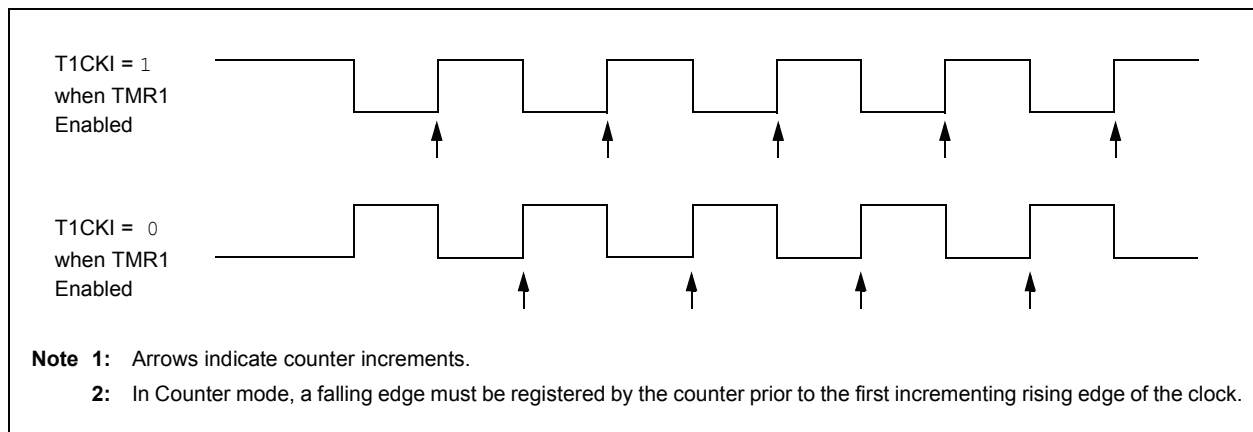 T1CKI = 1
when TMR1
Enabled
T1CKI = 0
when TMR1
Enabled
Note 1: Arrows indicate counter increments.
2: In Counter mode, a falling edge must be registered by the counter prior to the first incrementing rising edge of the clock.